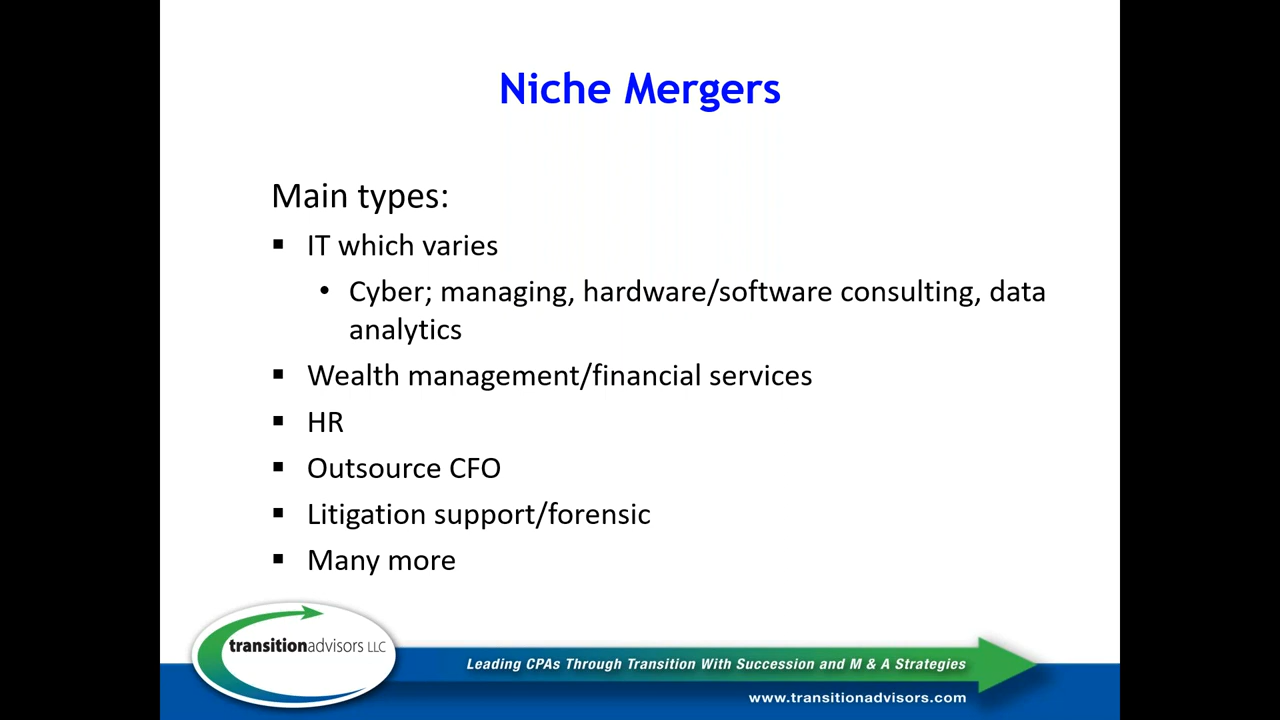 Niche Mergers
Main types:
▪ IT which varies
• Cyber; managing, hardware/software consulting, data
analytics
▪ Wealth management/financial services
▪ HR
▪ Outsource CFO
▪ Litigation support/forensic
▪ Many more
transitionadvisors LLC
Leading CPAs Through Transition With Succession and M & A Strategies
www.transitionadvisors.com